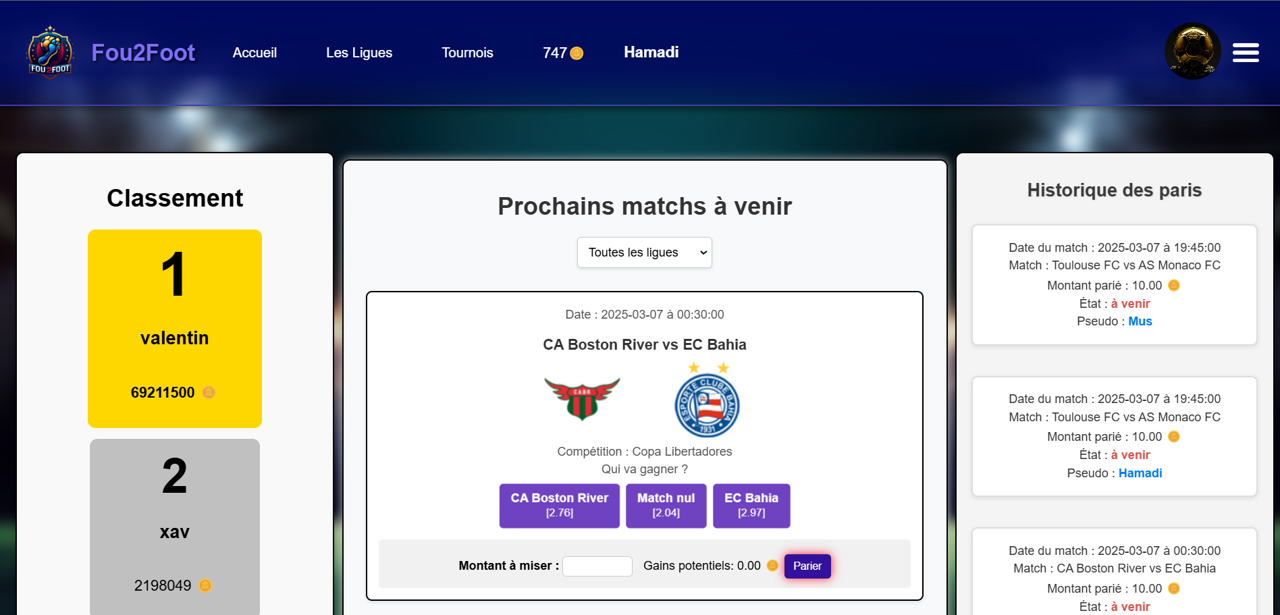 FOU2FOOT
Fou2Foot
Accueil
Les Ligues
Tournois
747
Hamadi
Classement
1
valentin
69211500
2
xav
2198049
Prochains matchs à venir
Toutes les ligues
Date : 2025-03-07 à 00:30:00
CA Boston River vs EC Bahia
CABR
ESPORTE CLUBE BAHIA
1931
Compétition : Copa Libertadores
Qui va gagner ?
CA Boston River
[2.76]
Match nul
[2.04]
EC Bahia
[2.97]
Montant à miser :
Gains potentiels: 0.00
Parier
Historique des paris
Date du match : 2025-03-07 à 19:45:00
Match : Toulouse FC vs AS Monaco FC
Montant parié : 10.00
État : à venir
Pseudo : Mus
Date du match : 2025-03-07 à 19:45:00
Match : Toulouse FC vs AS Monaco FC
Montant parié : 10.00
État : à venir
Pseudo : Hamadi
Date du match : 2025-03-07 à 00:30:00
Match : CA Boston River vs EC Bahia
Montant parié : 10.00
État : à venir